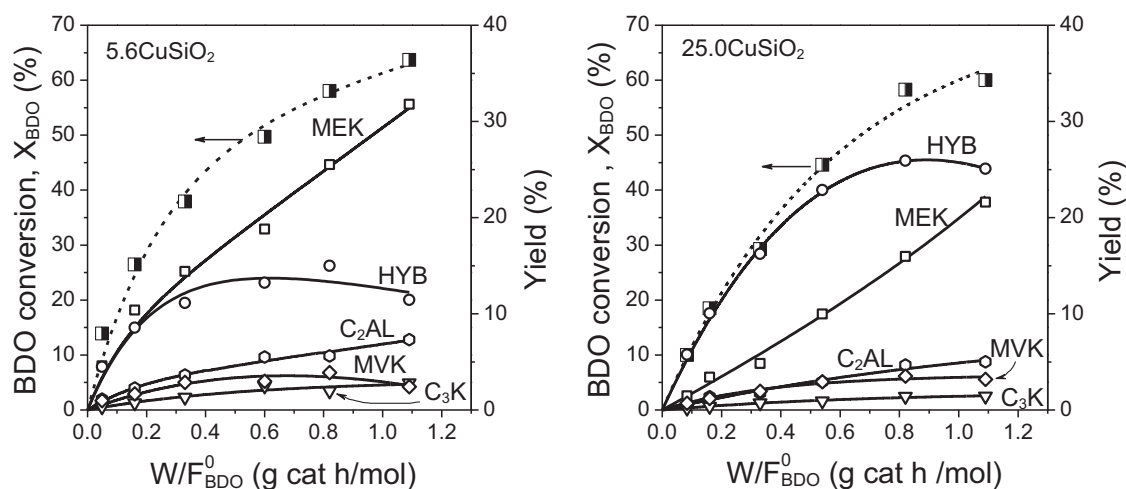 5.6CuSiO₂
BDO conversion, X_BDO (%)
70
60
50
40
30
20
10
0
MEK
HYB
C₂AL
MVK
C₃K
40
30
20
10
0
Yield (%)
0.0 0.2 0.4 0.6 0.8 1.0 1.2
W/F⁰_BDO (g cat h/mol)
25.0CuSiO₂
BDO conversion , X_BDO (%)
70
60
50
40
30
20
10
0
HYB
MEK
C₂AL
MVK
C₃K
40
30
20
10
0
Yield (%)
0.0 0.2 0.4 0.6 0.8 1.0 1.2
W/F⁰_BDO (g cat h /mol)